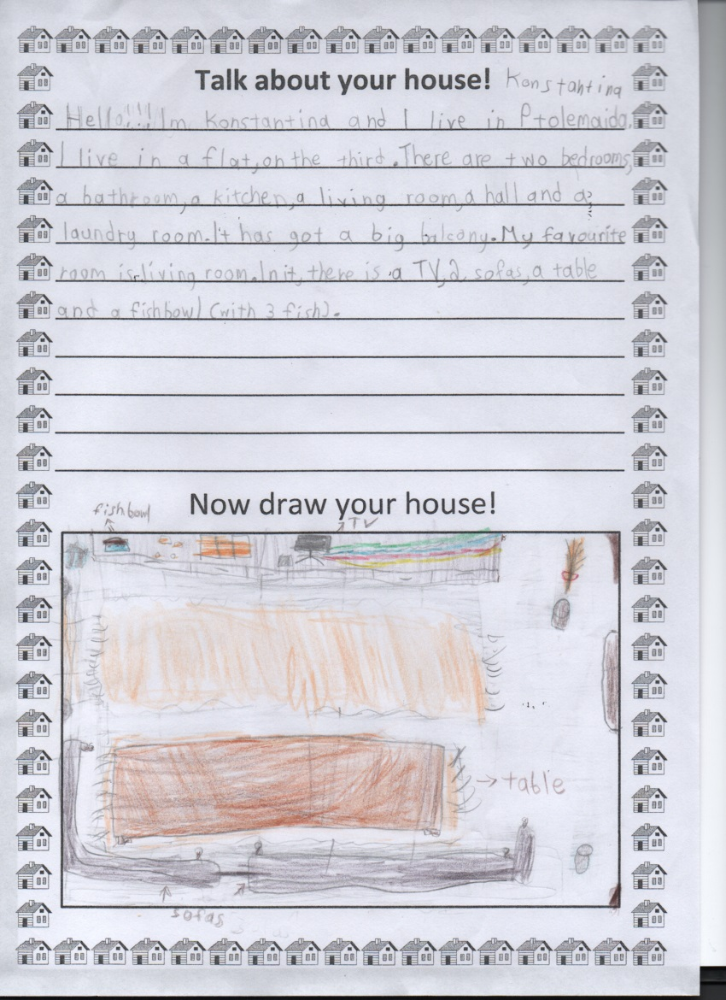 Talk about your house! Konstantina
Hello!!! Im Konstantina and I live in Ptolemaida.
I live in a flat, on the third. There are two bedrooms,
a bathroom, a kitchen, a living room, a hall and a
laundry room. It has got a big balcony. My favourite
room is living room. In it, there is a TV, 2 sofas, a table
and a fishbowl (with 3 fish).
Now draw your house!
fishbowl
TV
table
sofas